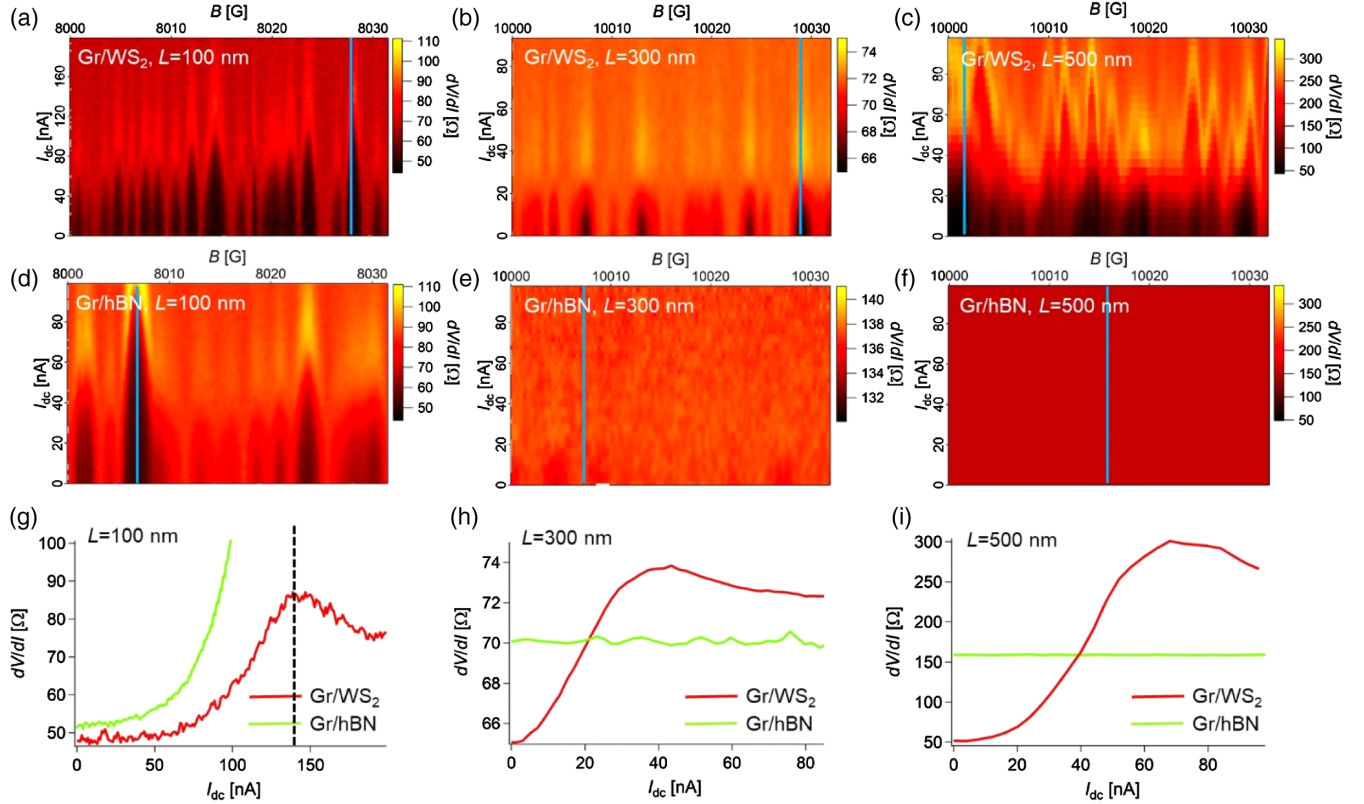 (a)
B [G]
8000 8010 8020 8030
Gr/WS2, L=100 nm
160
120
80
40
0
Idc [nA]
110
100
90
80
70
60
50
dV/dI [Ω]
(b)
B [G]
10000 10010 10020 10030
Gr/WS2, L=300 nm
80
60
40
20
0
Idc [nA]
74
72
70
68
66
dV/dI [Ω]
(c)
B [G]
10000 10010 10020 10030
Gr/WS2, L=500 nm
80
60
40
20
0
Idc [nA]
300
250
200
150
100
50
dV/dI [Ω]
(d)
B [G]
8000 8010 8020 8030
Gr/hBN, L=100 nm
80
60
40
20
0
Idc [nA]
110
100
90
80
70
60
50
dV/dI [Ω]
(e)
B [G]
10000 10010 10020 10030
Gr/hBN, L=300 nm
80
60
40
20
0
Idc [nA]
140
138
136
134
132
dV/dI [Ω]
(f)
B [G]
10000 10010 10020 10030
Gr/hBN, L=500 nm
80
60
40
20
0
Idc [nA]
300
250
200
150
100
50
dV/dI [Ω]
(g)
L=100 nm
100
90
80
70
60
50
dV/dI [Ω]
Gr/WS2
Gr/hBN
0 50 100 150
Idc [nA]
(h)
L=300 nm
74
72
70
68
66
dV/dI [Ω]
Gr/WS2
Gr/hBN
0 20 40 60 80
Idc [nA]
(i)
L=500 nm
300
250
200
150
100
50
dV/dI [Ω]
Gr/WS2
Gr/hBN
0 20 40 60 80
Idc [nA]